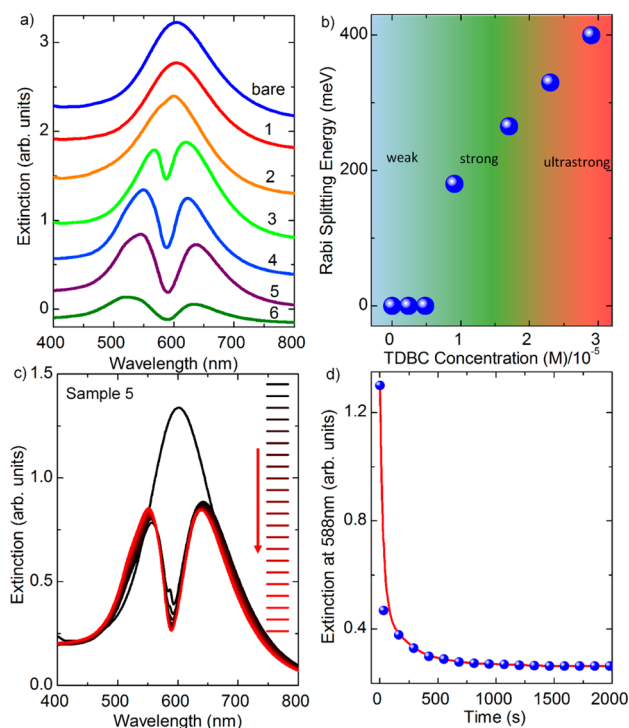 a)
Extinction (arb. units)
3
2
1
0
bare
1
2
3
4
5
6
400 500 600 700 800
Wavelength (nm)
b)
Rabi Splitting Energy (meV)
400
200
0
weak strong ultrastrong
0 1 2 3
TDBC Concentration (M)/10^-5
c)
Sample 5
Extinction (arb. units)
1.5
1.0
0.5
0.0
400 500 600 700 800
Wavelength (nm)
d)
Extinction at 588nm (arb. units)
1.2
0.8
0.4
0 500 1000 1500 2000
Time (s)